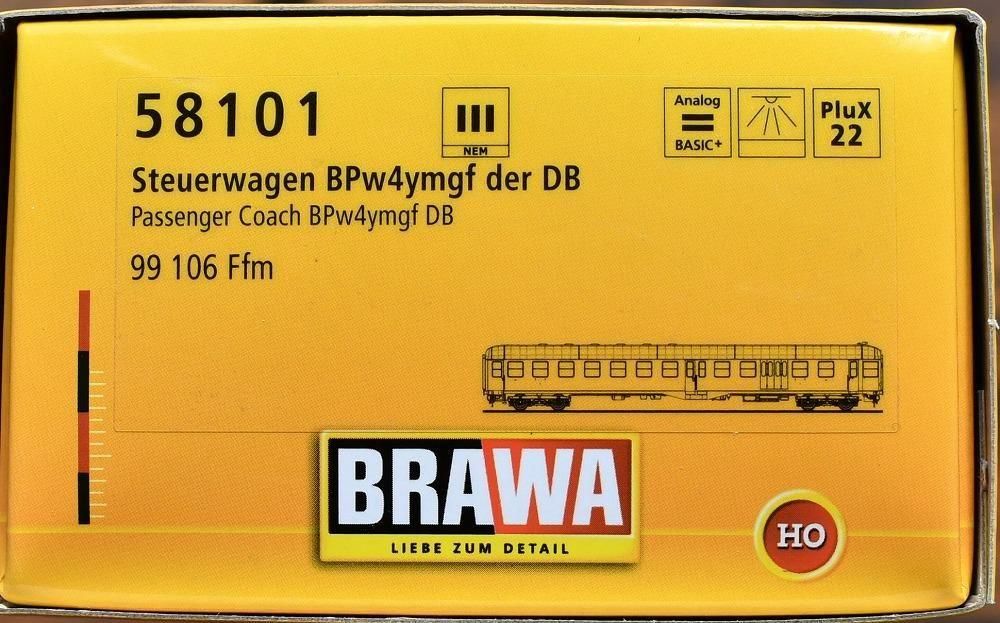 58101
III
NEM
Analog
BASIC+
PluX
22
Steuerwagen BPw4ymgf der DB
Passenger Coach BPw4ymgf DB
99 106 Ffm
BRAWA
LIEBE ZUM DETAIL
HO